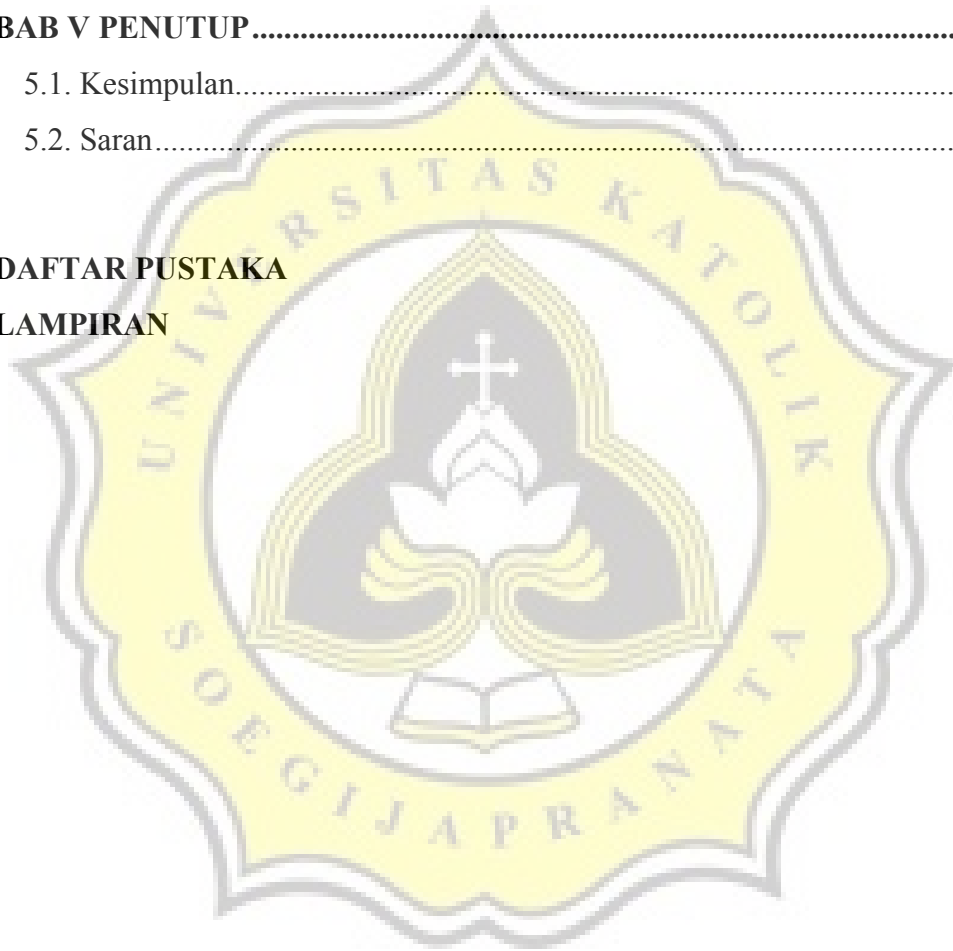 BAB V PENUTUP....................................................................................
5.1. Kesimpulan.......................................................................................
5.2. Saran.................................................................................................
DAFTAR PUSTAKA
LAMPIRAN
UNIVERSITAS KATOLIK
SOEGIJAPRANATA